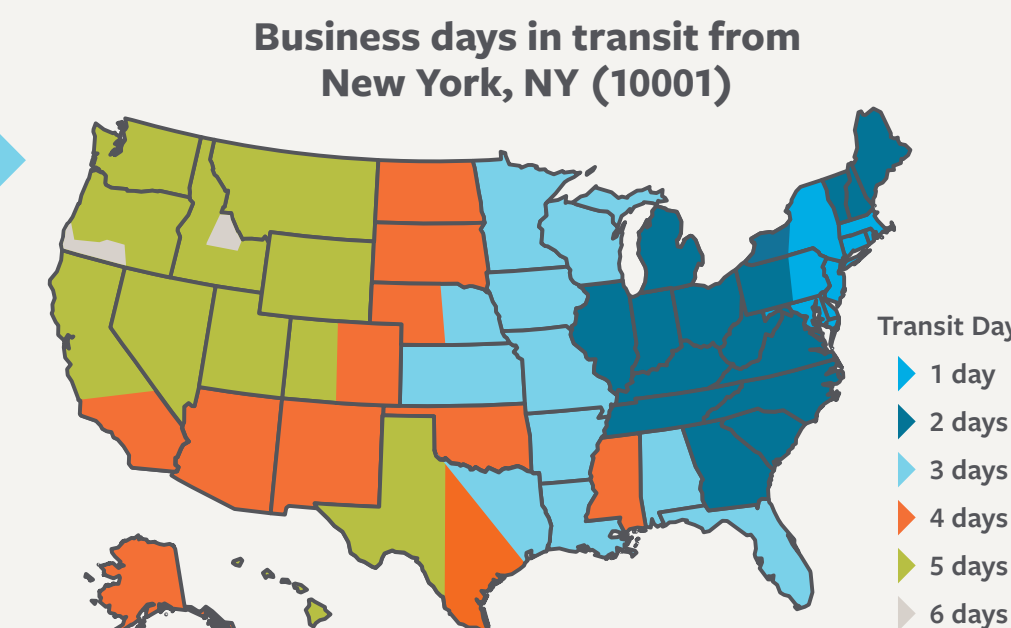 Business days in transit from
New York, NY (10001)
Transit Day
1 day
2 days
3 days
4 days
5 days
6 days